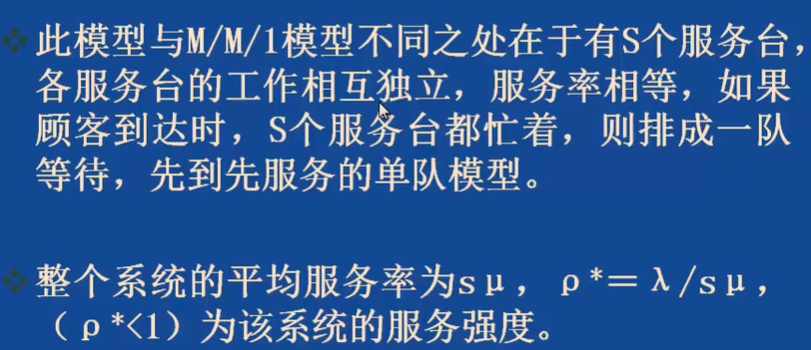 此模型与M/M/1模型不同之处在于有S个服务台，
各服务台的工作相互独立，服务率相等，如果
顾客到达时，S个服务台都忙着，则排成一队
等待，先到先服务的单队模型。
整个系统的平均服务率为sμ，ρ*＝λ/sμ，
（ρ*<1）为该系统的服务强度。